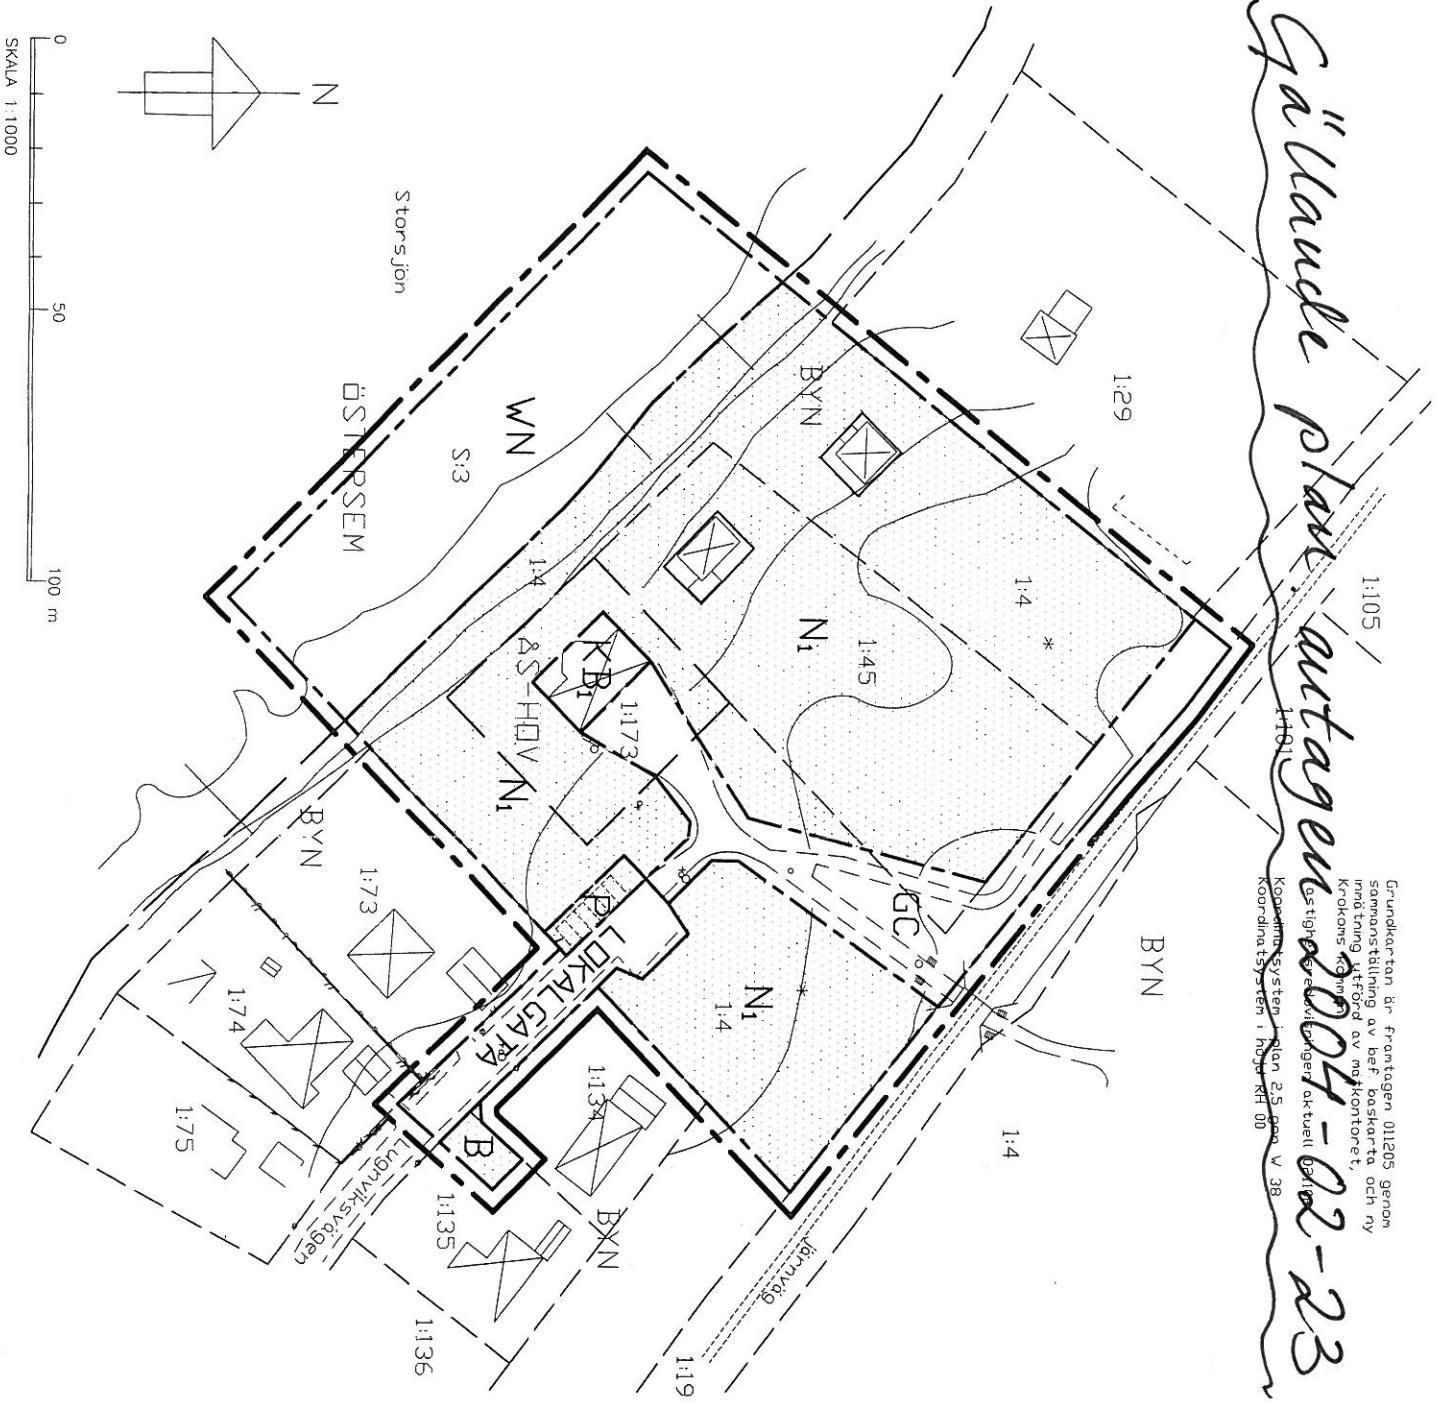 Gällande plan antagen 2004-02-23
Grundkartan är framtagen 011205 genom
sammanställning av bef. baskarta och ny
inmätning utförd av mätkontoret,
Krokoms kommun
Koordinatsystem i plan 2,5 gon W 38
Koordinatsystem i höjd RH 00
1:105
1:101
BYN
1:4
1:29
1:4
1:45
N1
GC
N1
1:4
BYN
WN
S:3
Storsjön
ÖSTERSEM
1:4
KB1
&S-HOV
1:173
N1
P
LOKALGATA
B
BYN
1:73
1:74
1:75
1:134
1:135
BYN
1:136
1:19
Lugnviksvägen
Järnväg
N
0
50
100 m
SKALA 1:1000